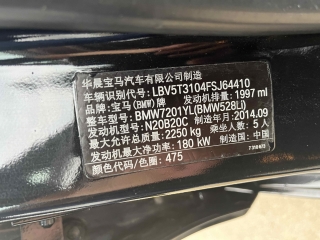 华晨宝马汽车有限公司制造
车辆识别代号: LBV5T3104FSJ64410
品牌: 宝马(BMW)牌 发动机排量: 1997 ml
整车型号: BMW7201YL(BMW528Li)
发动机型号: N20B20C 制造年月: 2014.09
最大允许总质量: 2250 kg 乘坐人数: 5 人
发动机最大净功率: 180 kW 制造国: 中国
颜色代码/色圈: 475